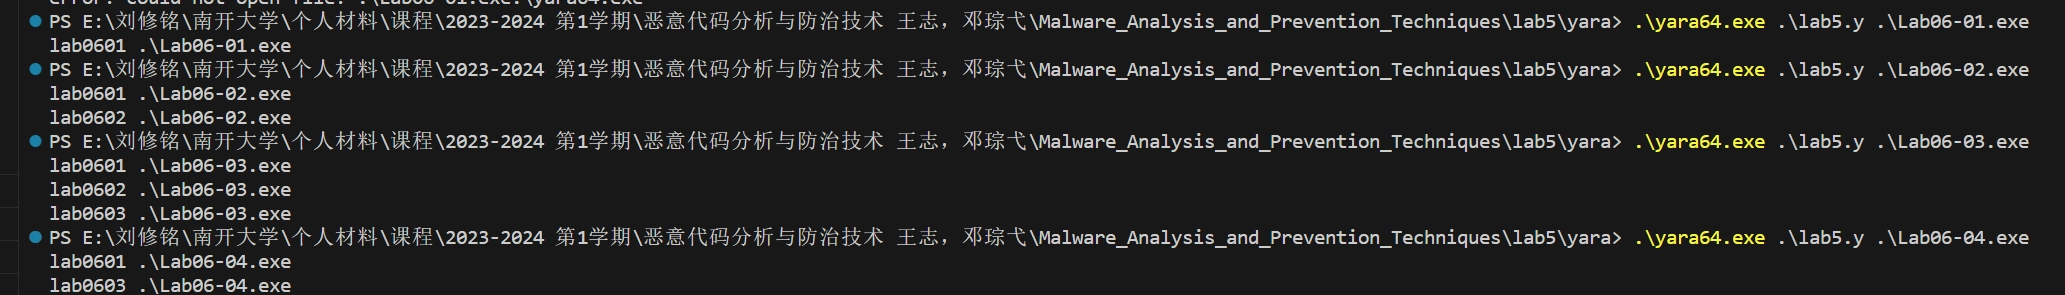 error: could not open file: .\Lab06-01.exe.\yara64.exe
PS E:\刘修铭\南开大学\个人材料\课程\2023-2024 第1学期\恶意代码分析与防治技术 王志，邓琮弋\Malware_Analysis_and_Prevention_Techniques\lab5\yara> .\yara64.exe .\lab5.y .\Lab06-01.exe
lab0601 .\Lab06-01.exe
PS E:\刘修铭\南开大学\个人材料\课程\2023-2024 第1学期\恶意代码分析与防治技术 王志，邓琮弋\Malware_Analysis_and_Prevention_Techniques\lab5\yara> .\yara64.exe .\lab5.y .\Lab06-02.exe
lab0601 .\Lab06-02.exe
lab0602 .\Lab06-02.exe
PS E:\刘修铭\南开大学\个人材料\课程\2023-2024 第1学期\恶意代码分析与防治技术 王志，邓琮弋\Malware_Analysis_and_Prevention_Techniques\lab5\yara> .\yara64.exe .\lab5.y .\Lab06-03.exe
lab0601 .\Lab06-03.exe
lab0602 .\Lab06-03.exe
lab0603 .\Lab06-03.exe
PS E:\刘修铭\南开大学\个人材料\课程\2023-2024 第1学期\恶意代码分析与防治技术 王志，邓琮弋\Malware_Analysis_and_Prevention_Techniques\lab5\yara> .\yara64.exe .\lab5.y .\Lab06-04.exe
lab0601 .\Lab06-04.exe
lab0603 .\Lab06-04.exe